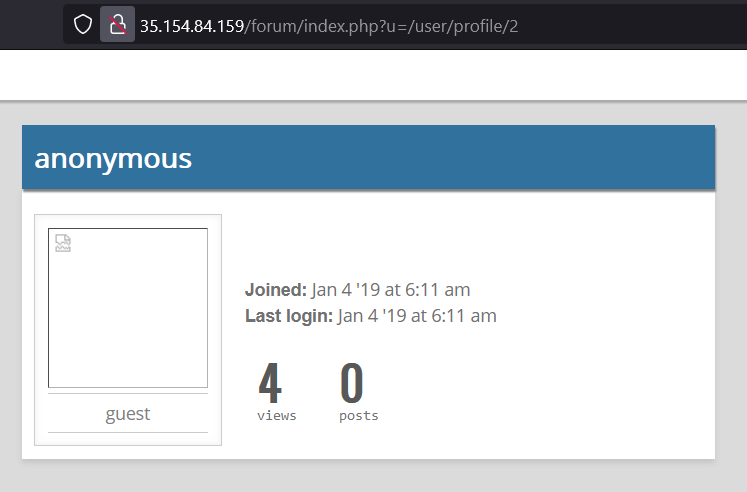 35.154.84.159/forum/index.php?u=/user/profile/2
anonymous
guest
Joined: Jan 4 '19 at 6:11 am
Last login: Jan 4 '19 at 6:11 am
4 0
views posts